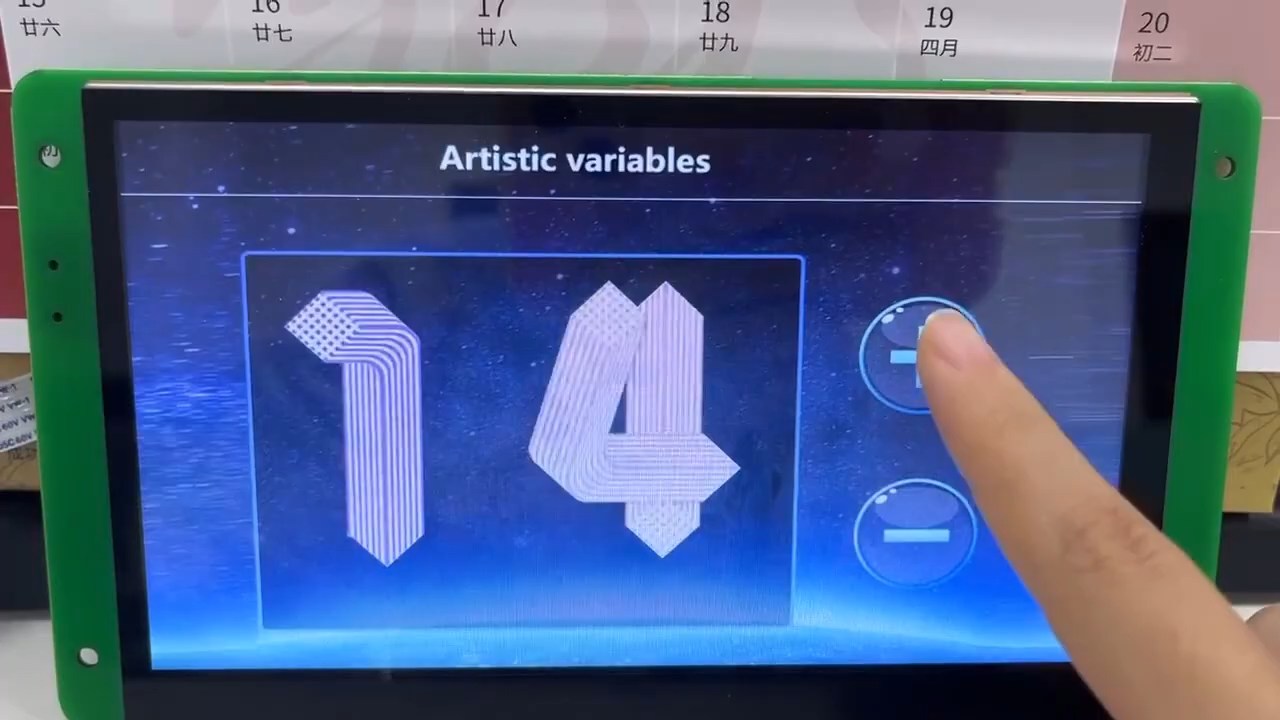 16 17 18 19 20
廿六 廿七 廿八 廿九 四月 初二
Artistic variables
14